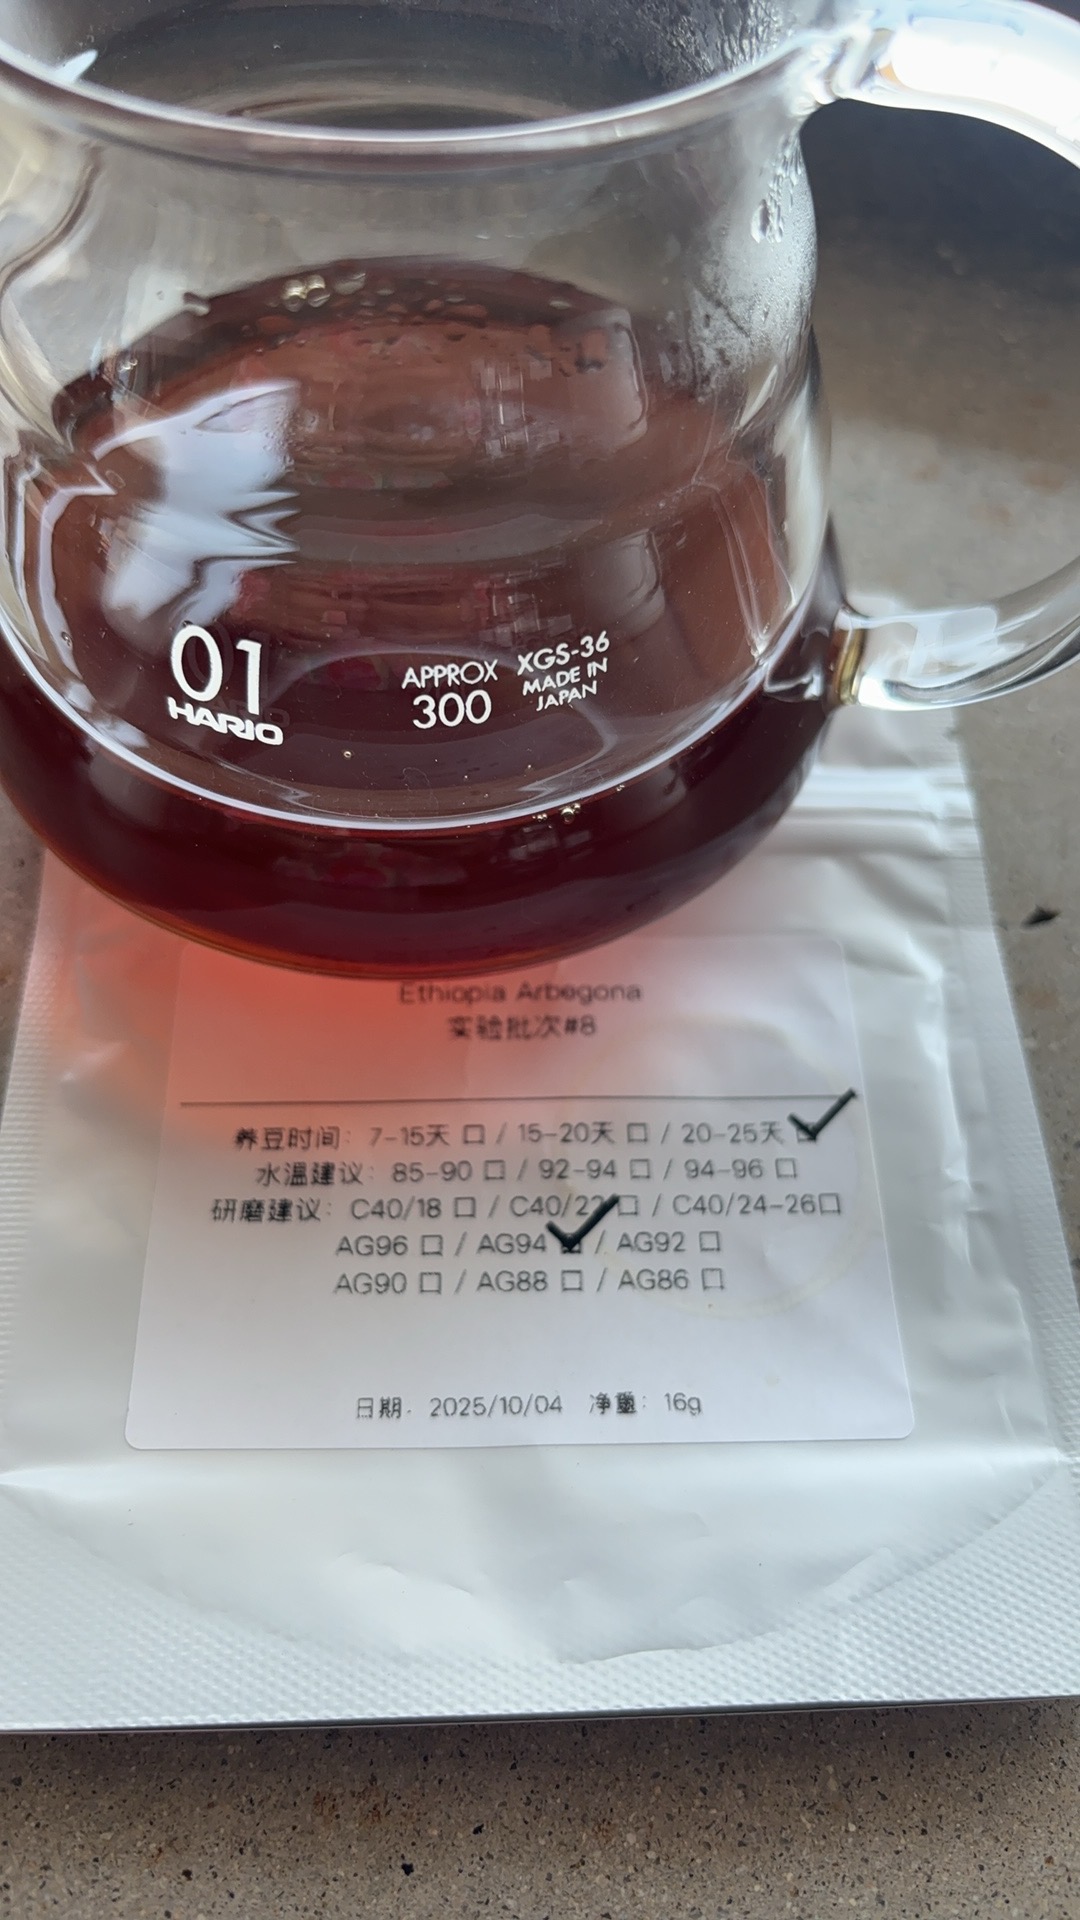 01
HARIO
APPROX
300
XGS-36
MADE IN
JAPAN
Ethiopia Arbegona
实验批次#8
养豆时间：7-15天 口 / 15-20天 口 / 20-25天 口
水温建议：85-90 口 / 92-94 口 / 94-96 口
研磨建议：C40/18 口 / C40/22 口 / C40/24-26口
AG96 口 / AG94 口 / AG92 口
AG90 口 / AG88 口 / AG86 口
日期：2025/10/04 净重：16g